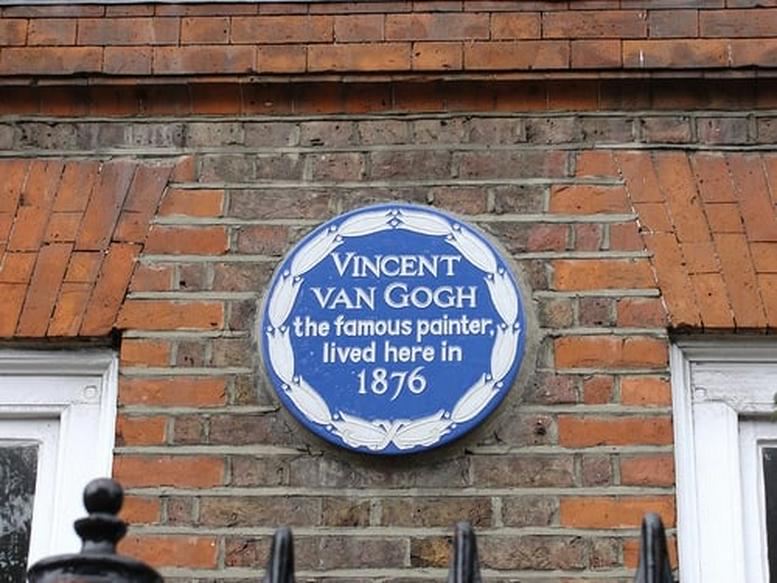 VINCENT
VAN GOGH
the famous painter,
lived here in
1876